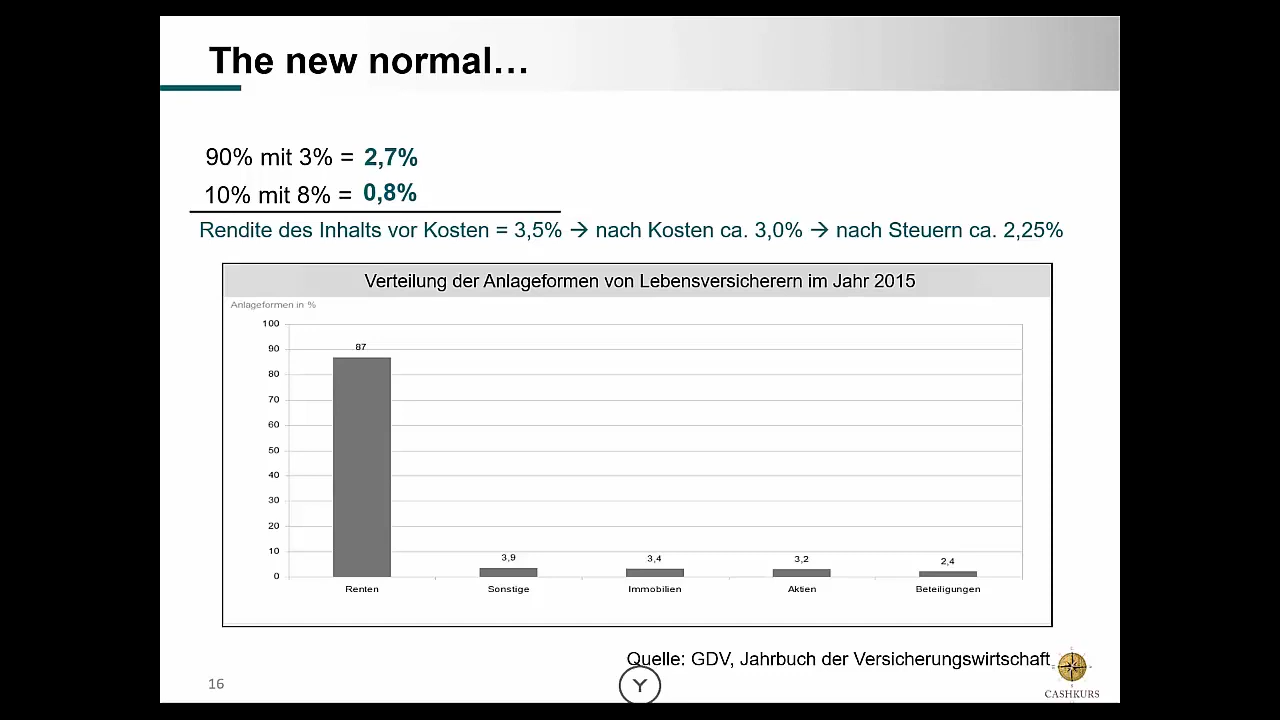 The new normal…
90% mit 3% = 2,7%
10% mit 8% = 0,8%
Rendite des Inhalts vor Kosten = 3,5% → nach Kosten ca. 3,0% → nach Steuern ca. 2,25%
Verteilung der Anlageformen von Lebensversicherern im Jahr 2015
Anlageformen in %
100
90
80
70
60
50
40
30
20
10
0
87
3,9
3,4
3,2
2,4
Renten
Sonstige
Immobilien
Aktien
Beteiligungen
Quelle: GDV, Jahrbuch der Versicherungswirtschaft
16
Y
CASHKURS